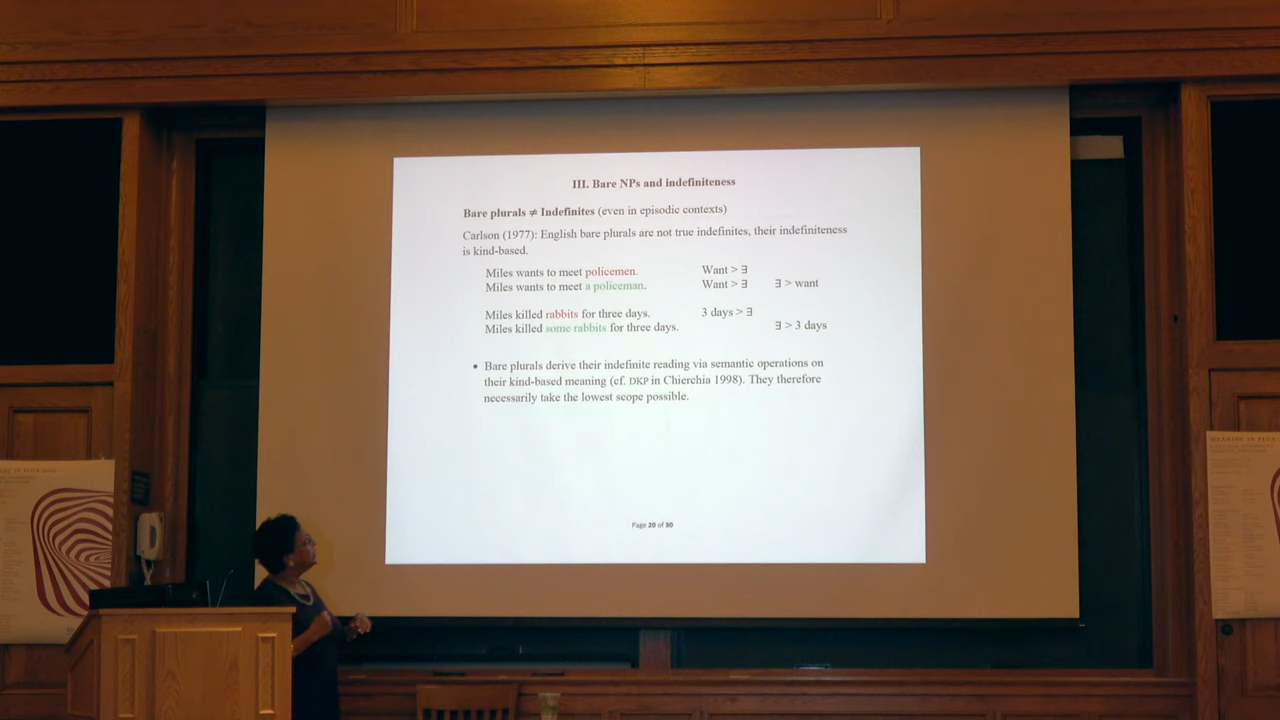 III. Bare NPs and indefiniteness
Bare plurals ≠ Indefinites (even in episodic contexts)
Carlson (1977): English bare plurals are not true indefinites, their indefiniteness
is kind-based.
Miles wants to meet policemen. Want > ∃
Miles wants to meet a policeman. Want > ∃ ∃ > want
Miles killed rabbits for three days. 3 days > ∃
Miles killed some rabbits for three days. ∃ > 3 days
• Bare plurals derive their indefinite reading via semantic operations on
their kind-based meaning (cf. DKP in Chierchia 1998). They therefore
necessarily take the lowest scope possible.
Page 20 of 30
MEANING IN FLUX